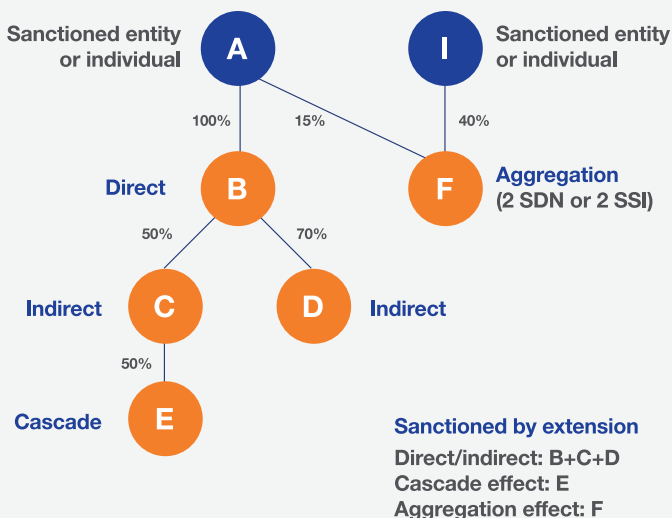 Sanctioned entity
or individual
A
I
Sanctioned entity
or individual
100%
15%
40%
Direct
B
F
Aggregation
(2 SDN or 2 SSI)
50%
70%
Indirect
C
D
Indirect
50%
Cascade
E
Sanctioned by extension
Direct/indirect: B+C+D
Cascade effect: E
Aggregation effect: F